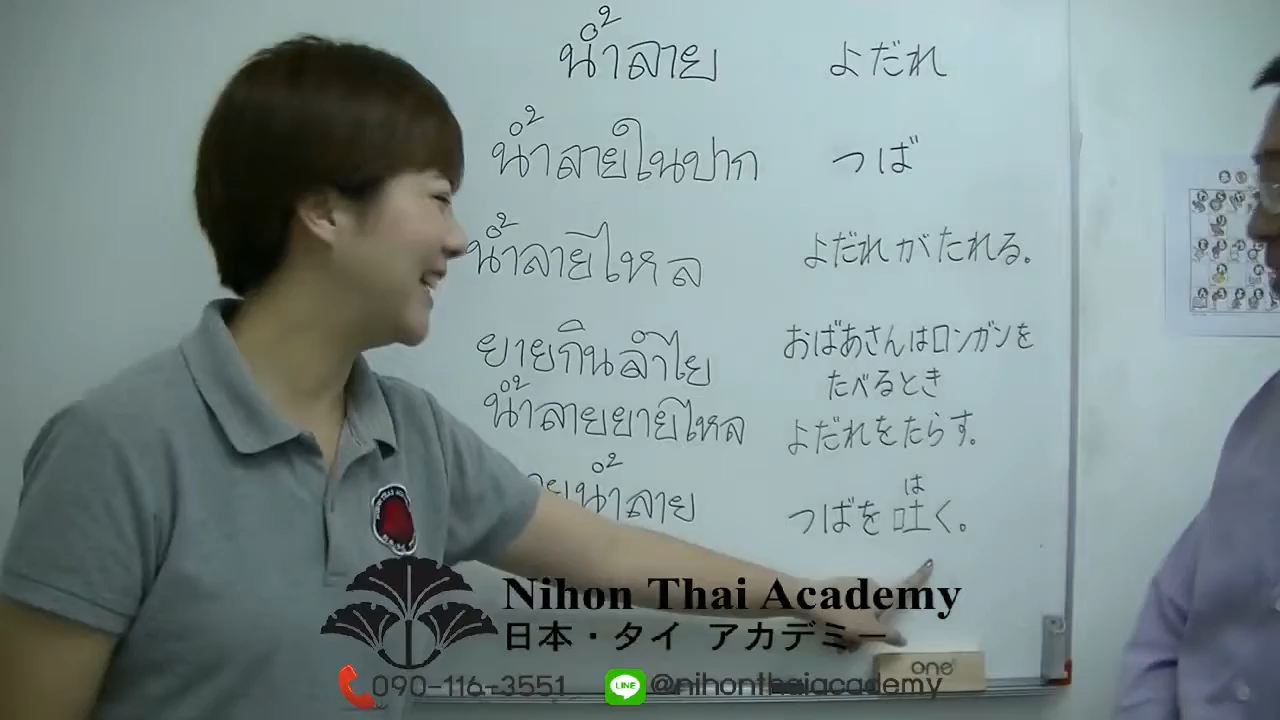 น้ำลาย よだれ
น้ำลายในปาก つば
น้ำลายไหล よだれがたれる。
ยายกินลำไย おばあさんはロンガンを
たべるとき
น้ำลายยายไหล よだれをたらす。
は
น้ำลาย つばを吐く。
Nihon Thai Academy
日本・タイ アカデミー
one
090-116-3551 LINE @nihonthaiacademy